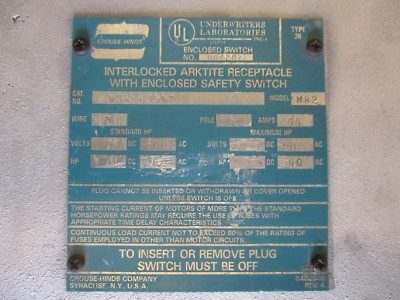 CROUSE-HINDS
UL
UNDERWRITERS
LABORATORIES
INC.®
LISTED
ENCLOSED SWITCH
NO.
TYPE
3R
INTERLOCKED ARKTITE RECEPTACLE
WITH ENCLOSED SAFETY SWITCH
CAT.
NO.
MODEL
WIRE
POLE
AMPS
STANDARD HP
MAXIMUM HP
VOLTS DC AC VOLTS DC AC
HP DC AC HP DC AC
PLUG CANNOT BE INSERTED OR WITHDRAWN OR COVER OPENED
UNLESS SWITCH IS OFF
THE STARTING CURRENT OF MOTORS OF MORE THAN THE STANDARD
HORSEPOWER RATINGS MAY REQUIRE THE USE OF FUSES WITH
APPROPRIATE TIME DELAY CHARACTERISTICS.
CONTINUOUS LOAD CURRENT NOT TO EXCEED 80% OF THE RATING OF
FUSES EMPLOYED IN OTHER THAN MOTOR CIRCUITS.
TO INSERT OR REMOVE PLUG
SWITCH MUST BE OFF
CROUSE-HINDS COMPANY
SYRACUSE, N.Y., U.S.A.
REV. 4